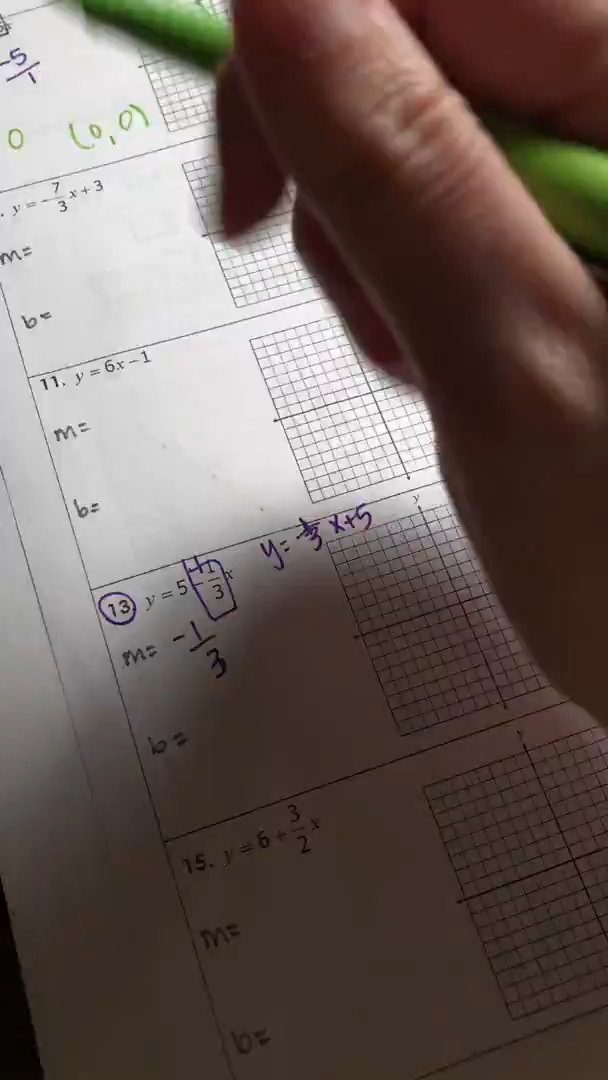 -5/1
0 (0,0)
. y = -7/3 x + 3
m=
b=
11. y = 6x - 1
m=
b=
y
y = -1/3 x+5
13 y = 5 - 1/3 x
m= -1/3
b=
y
15. y = 6 + 3/2 x
m=
b=